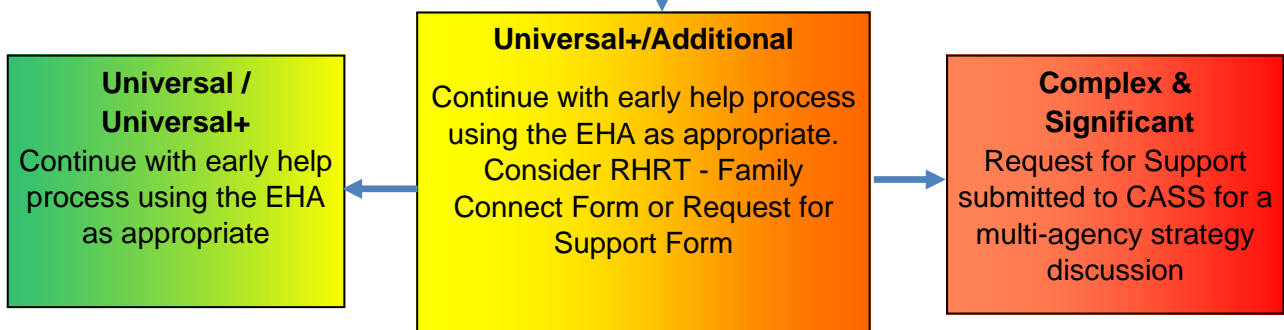 Universal /
Universal+
Continue with early help
process using the EHA
as appropriate
Universal+/Additional
Continue with early help process
using the EHA as appropriate.
Consider RHRT - Family
Connect Form or Request for
Support Form
Complex &
Significant
Request for Support
submitted to CASS for a
multi-agency strategy
discussion